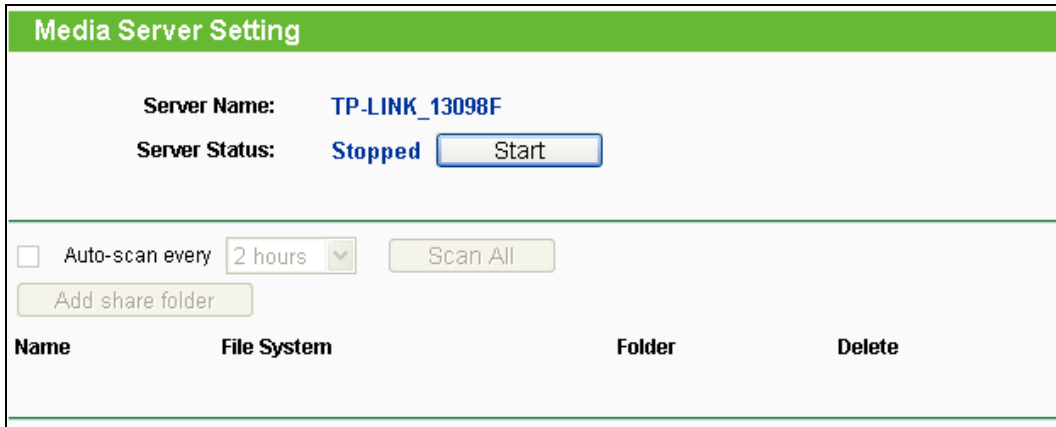 Media Server Setting
Server Name: TP-LINK_13098F
Server Status: Stopped Start
Auto-scan every 2 hours Scan All
Add share folder
Name File System Folder Delete